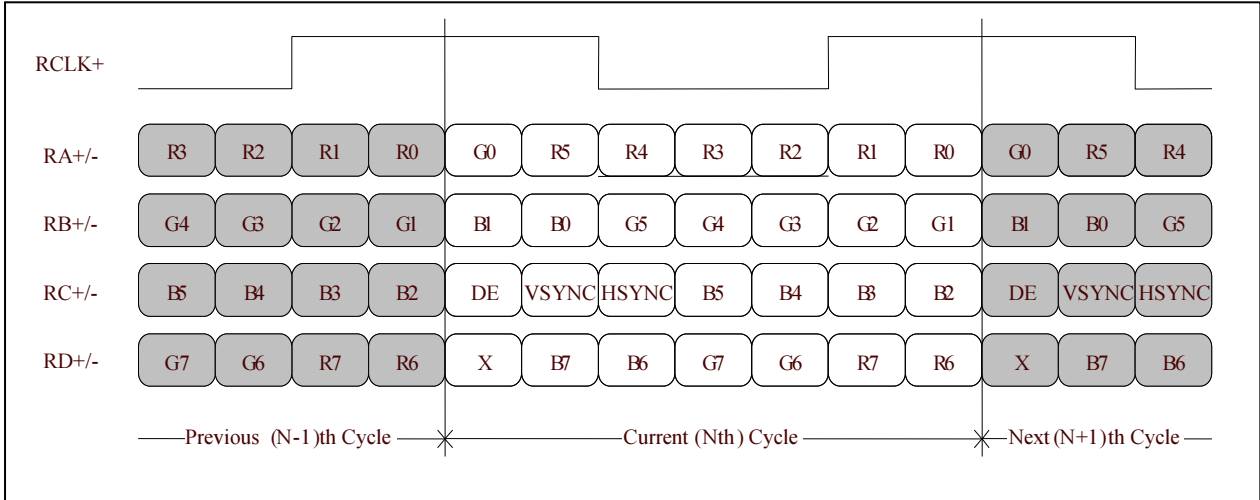 RCLK+
RA+/- R3 R2 R1 R0 G0 R5 R4 R3 R2 R1 R0 G0 R5 R4
RB+/- G4 G3 G2 G1 B1 B0 G5 G4 G3 G2 G1 B1 B0 G5
RC+/- B5 B4 B3 B2 DE VSYNC HSYNC B5 B4 B3 B2 DE VSYNC HSYNC
RD+/- G7 G6 R7 R6 X B7 B6 G7 G6 R7 R6 X B7 B6
Previous (N-1)th Cycle Current (Nth) Cycle Next (N+1)th Cycle